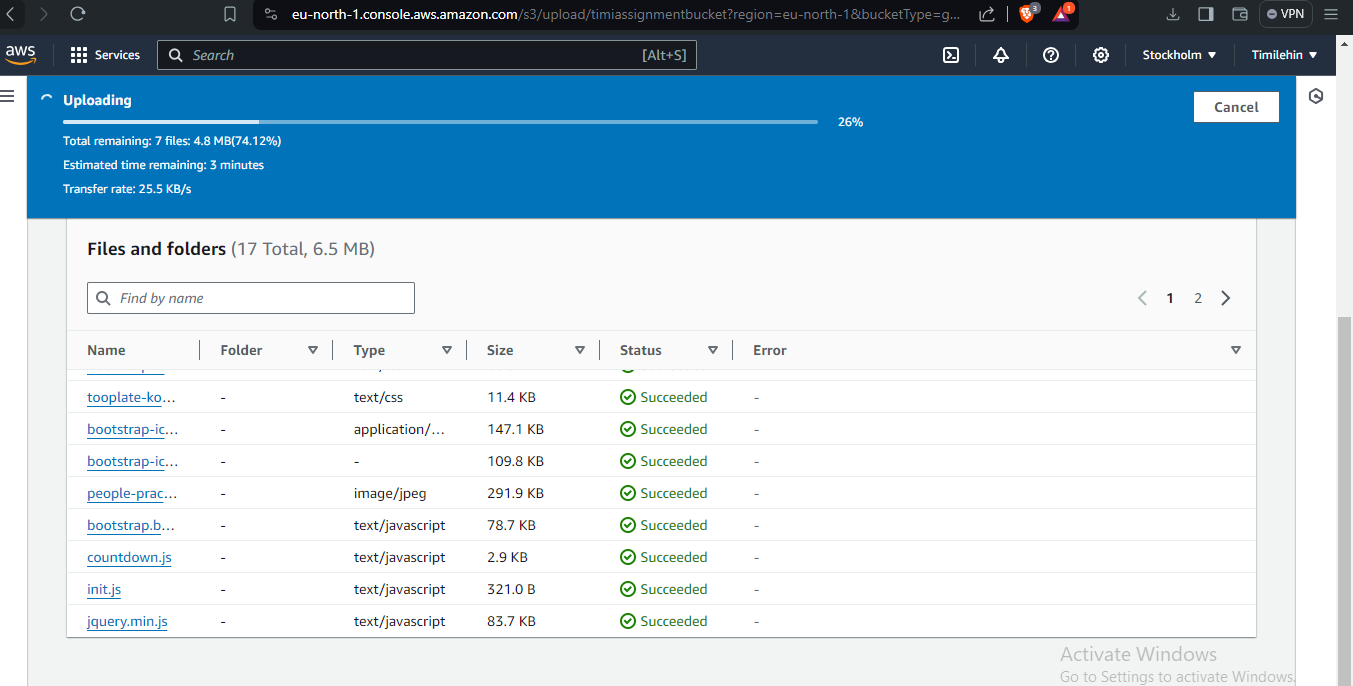 eu-north-1.console.aws.amazon.com/s3/upload/timiassignmentbucket?region=eu-north-1&bucketType=g...
3
1
VPN
aws
Services
Search
[Alt+S]
Stockholm
Timilehin
Uploading
26%
Cancel
Total remaining: 7 files: 4.8 MB(74.12%)
Estimated time remaining: 3 minutes
Transfer rate: 25.5 KB/s
Files and folders (17 Total, 6.5 MB)
Find by name
1 2
Name Folder Type Size Status Error
tooplate-ko... - text/css 11.4 KB Succeeded -
bootstrap-ic... - application/... 147.1 KB Succeeded -
bootstrap-ic... - - 109.8 KB Succeeded -
people-prac... - image/jpeg 291.9 KB Succeeded -
bootstrap.b... - text/javascript 78.7 KB Succeeded -
countdown.js - text/javascript 2.9 KB Succeeded -
init.js - text/javascript 321.0 B Succeeded -
jquery.min.js - text/javascript 83.7 KB Succeeded -
Activate Windows
Go to Settings to activate Windows.